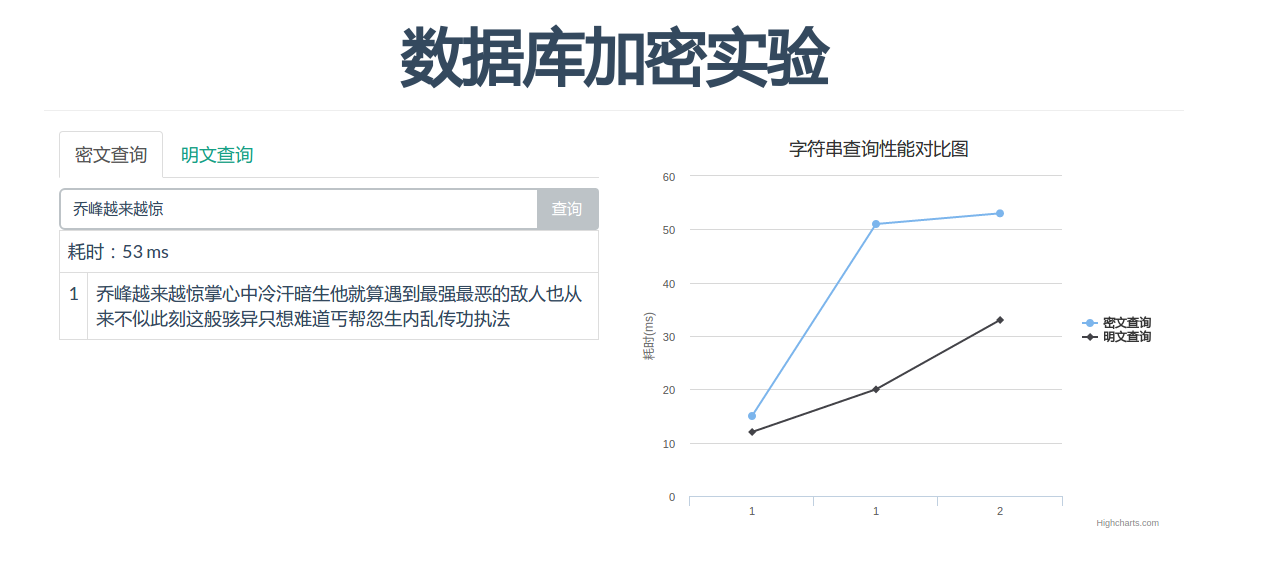 数据库加密实验
密文查询
明文查询
乔峰越来越惊
查询
耗时：53 ms
1
乔峰越来越惊掌心中冷汗暗生他就算遇到最强最恶的敌人也从
来不似此刻这般骇异只想难道丐帮忽生内乱传功执法
字符串查询性能对比图
60
50
40
30
20
10
0
耗时(ms)
1
1
2
密文查询
明文查询
Highcharts.com